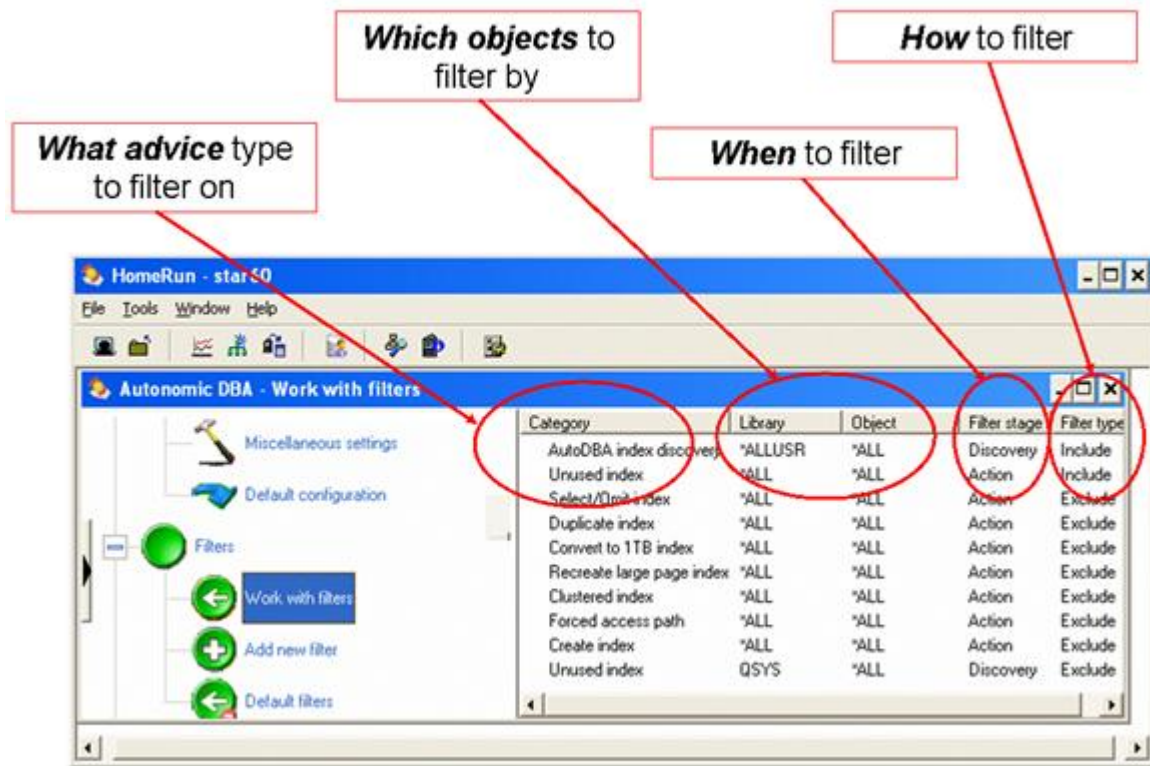 Which objects to
filter by
How to filter
What advice type
to filter on
When to filter
HomeRun - star60
File Tools Window Help
Autonomic DBA - Work with filters
Miscellaneous settings
Default configuration
Filters
Work with filters
Add new filter
Default filters
Category Library Object Filter stage Filter type
AutoDBA index discovery *ALLUSR *ALL Discovery Include
Unused index *ALL *ALL Action Include
Select/Omit index *ALL *ALL Action Exclude
Duplicate index *ALL *ALL Action Exclude
Convert to 1TB index *ALL *ALL Action Exclude
Recreate large page index *ALL *ALL Action Exclude
Clustered index *ALL *ALL Action Exclude
Forced access path *ALL *ALL Action Exclude
Create index *ALL *ALL Action Exclude
Unused index QSYS *ALL Discovery Exclude